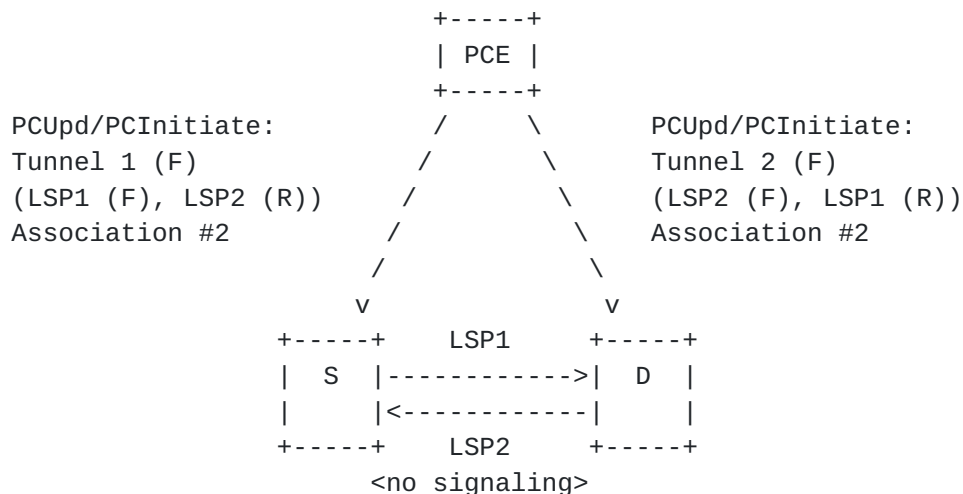 +-----+
| PCE |
+-----+
PCUpd/PCInitiate: / \ PCUpd/PCInitiate:
Tunnel 1 (F) / \ Tunnel 2 (F)
(LSP1 (F), LSP2 (R)) / \ (LSP2 (F), LSP1 (R))
Association #2 / \ Association #2
/ \
v v
+-----+ LSP1 +-----+
| S |------------>| D |
| |<------------| |
+-----+ LSP2 +-----+
<no signaling>